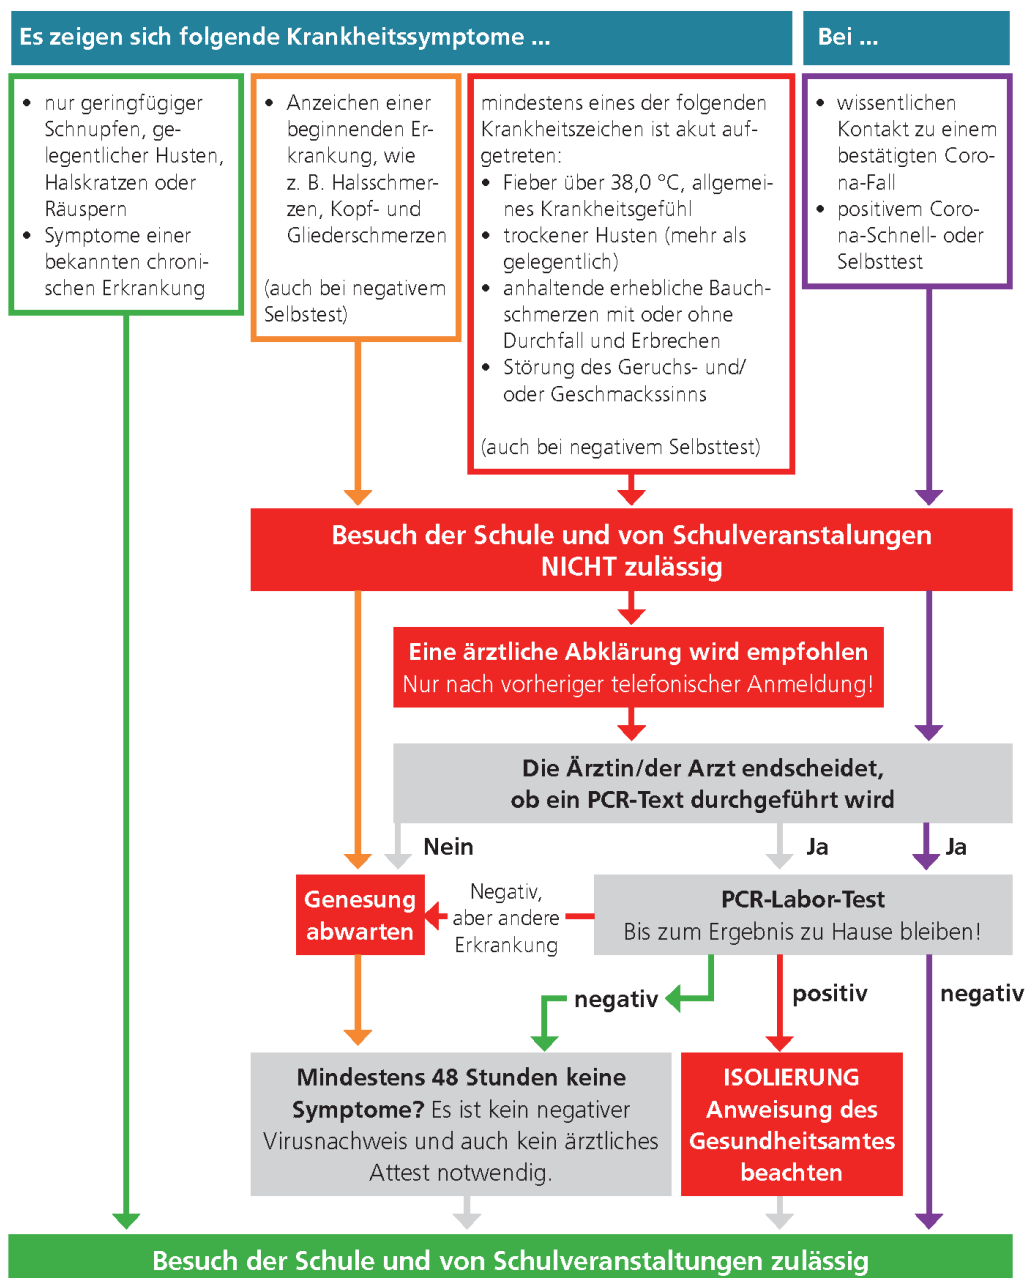 Es zeigen sich folgende Krankheitssymptome ...
Bei ...
• nur geringfügiger
Schnupfen, ge-
legentlicher Husten,
Halskratzen oder
Räuspern
• Symptome einer
bekannten chroni-
schen Erkrankung
• Anzeichen einer
beginnenden Er-
krankung, wie
z. B. Halsschmer-
zen, Kopf- und
Gliederschmerzen
(auch bei negativem
Selbstest)
mindestens eines der folgenden
Krankheitszeichen ist akut auf-
getreten:
• Fieber über 38,0 °C, allgemei-
nes Krankheitsgefühl
• trockener Husten (mehr als
gelegentlich)
• anhaltende erhebliche Bauch-
schmerzen mit oder ohne
Durchfall und Erbrechen
• Störung des Geruchs- und/
oder Geschmackssinns
(auch bei negativem Selbsttest)
• wissentlichen
Kontakt zu einem
bestätigten Coro-
na-Fall
• positivem Coro-
na-Schnell- oder
Selbsttest
Besuch der Schule und von Schulveranstalungen
NICHT zulässig
Eine ärztliche Abklärung wird empfohlen
Nur nach vorheriger telefonischer Anmeldung!
Die Ärztin/der Arzt endscheidet,
ob ein PCR-Text durchgeführt wird
Nein
Ja
Ja
Genesung
abwarten
Negativ,
aber andere
Erkrankung
PCR-Labor-Test
Bis zum Ergebnis zu Hause bleiben!
negativ
positiv
negativ
Mindestens 48 Stunden keine
Symptome? Es ist kein negativer
Virusnachweis und auch kein ärztliches
Attest notwendig.
ISOLIERUNG
Anweisung des
Gesundheitsamtes
beachten
Besuch der Schule und von Schulveranstaltungen zulässig